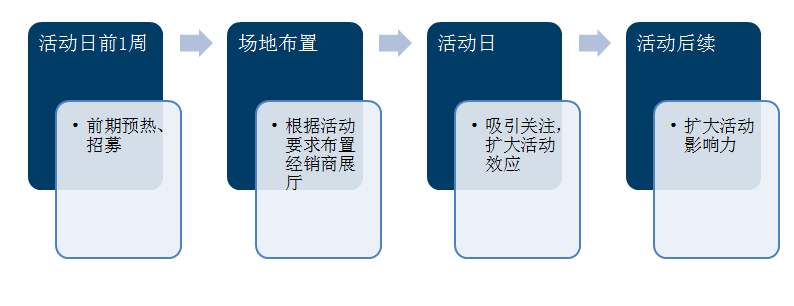 活动日前1周
• 前期预热、
招募
场地布置
• 根据活动
要求布置
经销商展
厅
活动日
• 吸引关注，
扩大活动
效应
活动后续
• 扩大活动
影响力